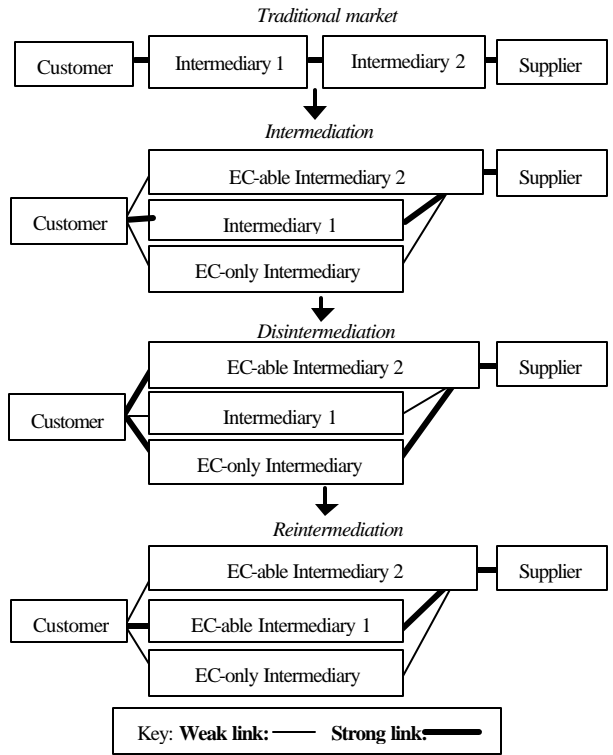 Traditional market
Customer
Intermediary 1
Intermediary 2
Supplier
Intermediation
EC-able Intermediary 2
Supplier
Customer
Intermediary 1
EC-only Intermediary
Disintermediation
EC-able Intermediary 2
Supplier
Customer
Intermediary 1
EC-only Intermediary
Reintermediation
EC-able Intermediary 2
Supplier
Customer
EC-able Intermediary 1
EC-only Intermediary
Key: Weak link: Strong link: